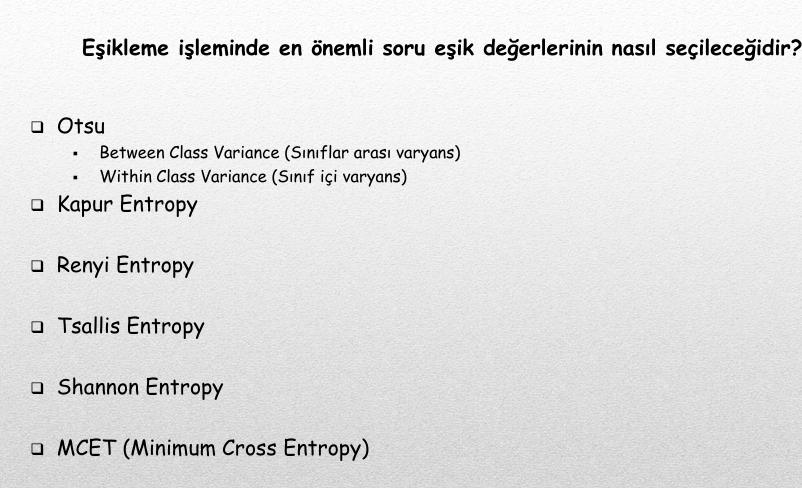 Eşikleme işleminde en önemli soru eşik değerlerinin nasıl seçileceğidir?
Otsu
Between Class Variance (Sınıflar arası varyans)
Within Class Variance (Sınıf içi varyans)
Kapur Entropy
Renyi Entropy
Tsallis Entropy
Shannon Entropy
MCET (Minimum Cross Entropy)